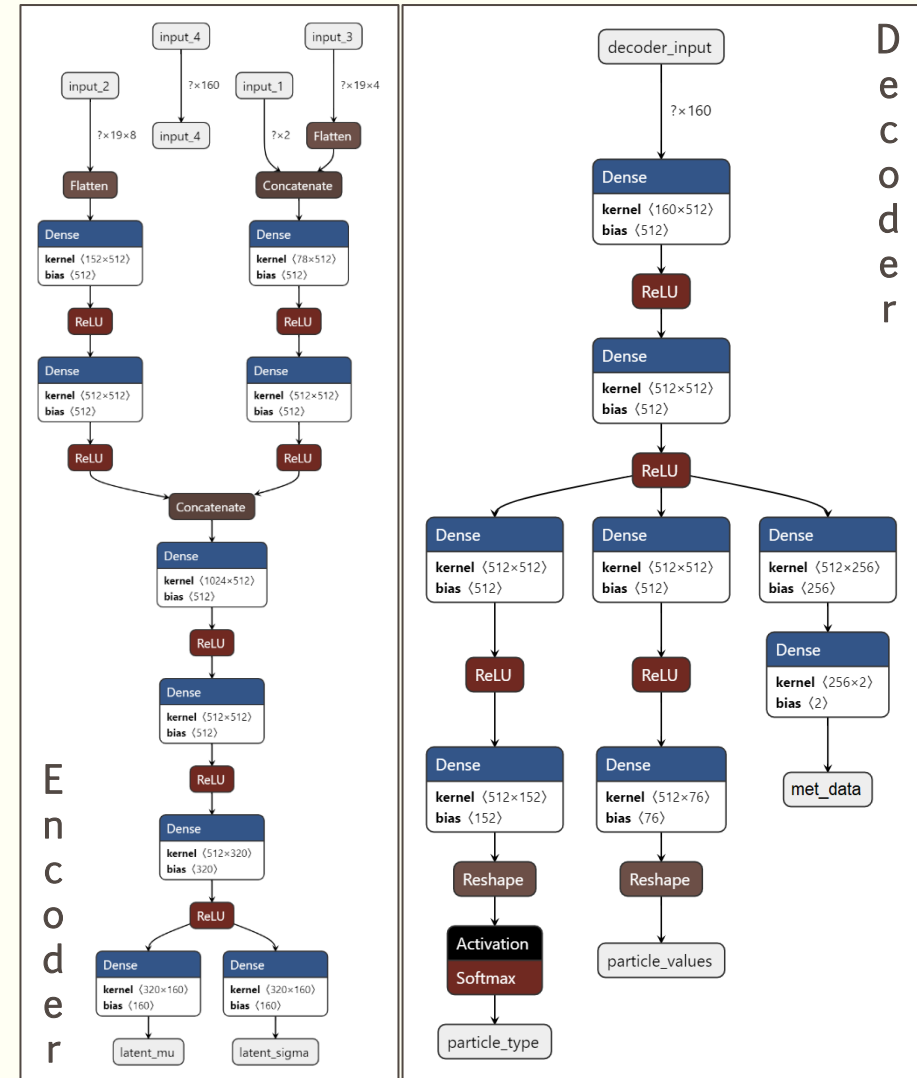 input_4
input_3
input_2
input_1
?×160
?×19×4
?×19×8
input_4
?×2
Flatten
Flatten
Concatenate
Dense
kernel ⟨152×512⟩
bias ⟨512⟩
Dense
kernel ⟨78×512⟩
bias ⟨512⟩
ReLU
ReLU
Dense
kernel ⟨512×512⟩
bias ⟨512⟩
Dense
kernel ⟨512×512⟩
bias ⟨512⟩
ReLU
ReLU
Concatenate
Dense
kernel ⟨1024×512⟩
bias ⟨512⟩
ReLU
Dense
kernel ⟨512×512⟩
bias ⟨512⟩
ReLU
Dense
kernel ⟨512×320⟩
bias ⟨320⟩
ReLU
Dense
kernel ⟨320×160⟩
bias ⟨160⟩
Dense
kernel ⟨320×160⟩
bias ⟨160⟩
latent_mu
latent_sigma
Encoder
decoder_input
?×160
Dense
kernel ⟨160×512⟩
bias ⟨512⟩
ReLU
Dense
kernel ⟨512×512⟩
bias ⟨512⟩
ReLU
Dense
kernel ⟨512×512⟩
bias ⟨512⟩
Dense
kernel ⟨512×512⟩
bias ⟨512⟩
Dense
kernel ⟨512×256⟩
bias ⟨256⟩
ReLU
ReLU
Dense
kernel ⟨256×2⟩
bias ⟨2⟩
Dense
kernel ⟨512×152⟩
bias ⟨152⟩
Dense
kernel ⟨512×76⟩
bias ⟨76⟩
met_data
Reshape
Reshape
Activation
Softmax
particle_values
particle_type
Decoder